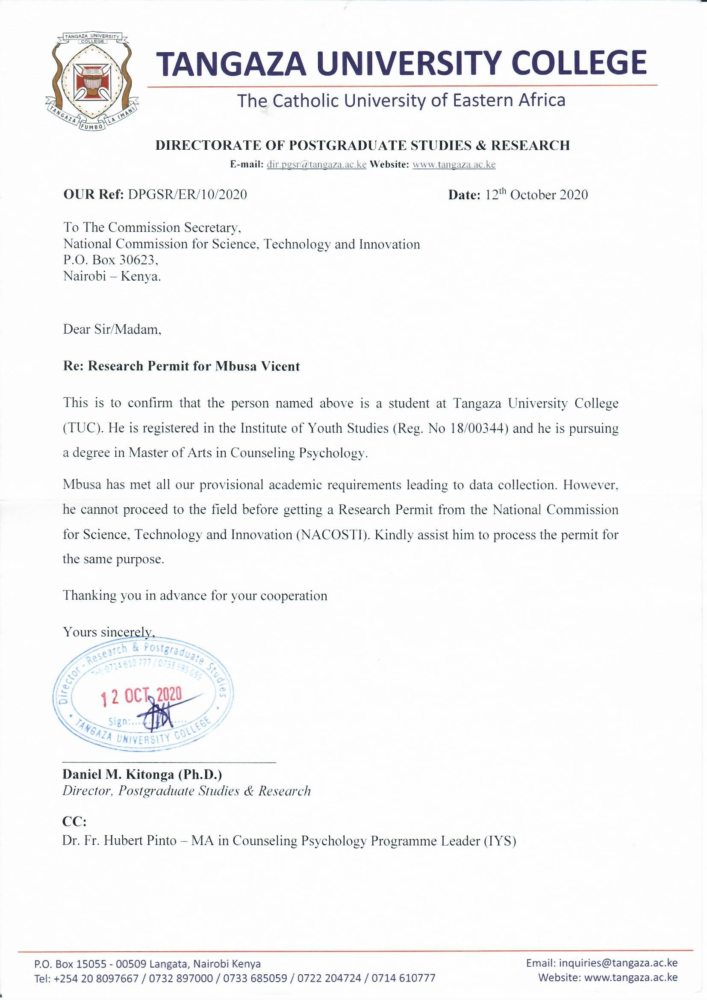 TANGAZA UNIVERSITY
COLLEGE
TANGAZA FUMBO LA IMANI
TANGAZA UNIVERSITY COLLEGE
The Catholic University of Eastern Africa
DIRECTORATE OF POSTGRADUATE STUDIES & RESEARCH
E-mail: dir.pgsr@tangaza.ac.ke Website: www.tangaza.ac.ke
OUR Ref: DPGSR/ER/10/2020 Date: 12th October 2020
To The Commission Secretary,
National Commission for Science, Technology and Innovation
P.O. Box 30623,
Nairobi – Kenya.
Dear Sir/Madam,
Re: Research Permit for Mbusa Vicent
This is to confirm that the person named above is a student at Tangaza University College
(TUC). He is registered in the Institute of Youth Studies (Reg. No 18/00344) and he is pursuing
a degree in Master of Arts in Counseling Psychology.
Mbusa has met all our provisional academic requirements leading to data collection. However,
he cannot proceed to the field before getting a Research Permit from the National Commission
for Science, Technology and Innovation (NACOSTI). Kindly assist him to process the permit for
the same purpose.
Thanking you in advance for your cooperation
Yours sincerely,
Director - Research & Postgraduate Studies
Tel: 0714 610 777 /
12 OCT 2020
Sign:
TANGAZA UNIVERSITY COLLEGE
Daniel M. Kitonga (Ph.D.)
Director, Postgraduate Studies & Research
CC:
Dr. Fr. Hubert Pinto – MA in Counseling Psychology Programme Leader (IYS)
P.O. Box 15055 - 00509 Langata, Nairobi Kenya
Tel: +254 20 8097667 / 0732 897000 / 0733 685059 / 0722 204724 / 0714 610777
Email: inquiries@tangaza.ac.ke
Website: www.tangaza.ac.ke